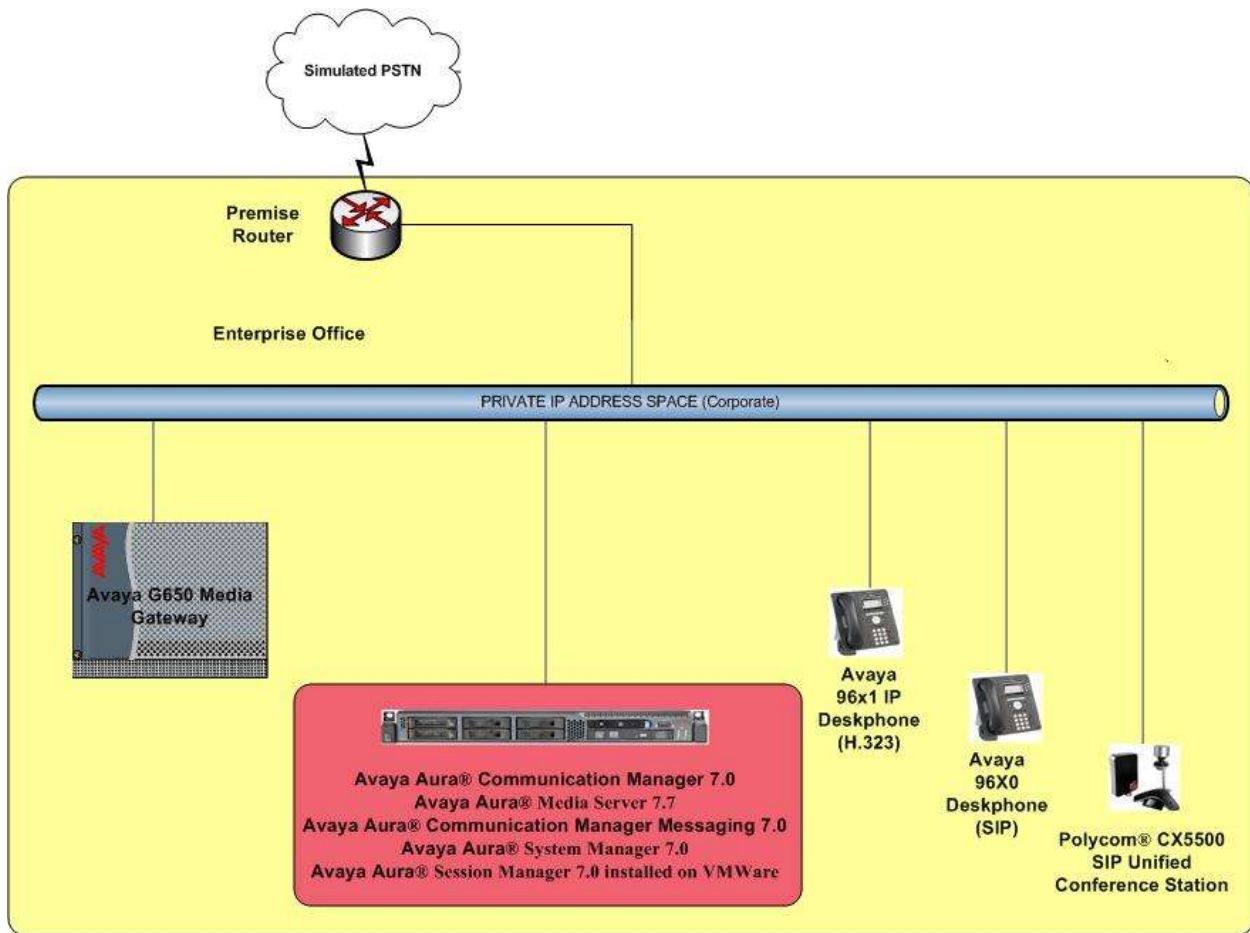 Simulated PSTN
Premise
Router
Enterprise Office
PRIVATE IP ADDRESS SPACE (Corporate)
AVAYA
Avaya G650 Media
Gateway
Avaya Aura® Communication Manager 7.0
Avaya Aura® Media Server 7.7
Avaya Aura® Communication Manager Messaging 7.0
Avaya Aura® System Manager 7.0
Avaya Aura® Session Manager 7.0 installed on VMWare
Avaya
96x1 IP
Deskphone
(H.323)
Avaya
96X0
Deskphone
(SIP)
Polycom® CX5500
SIP Unified
Conference Station